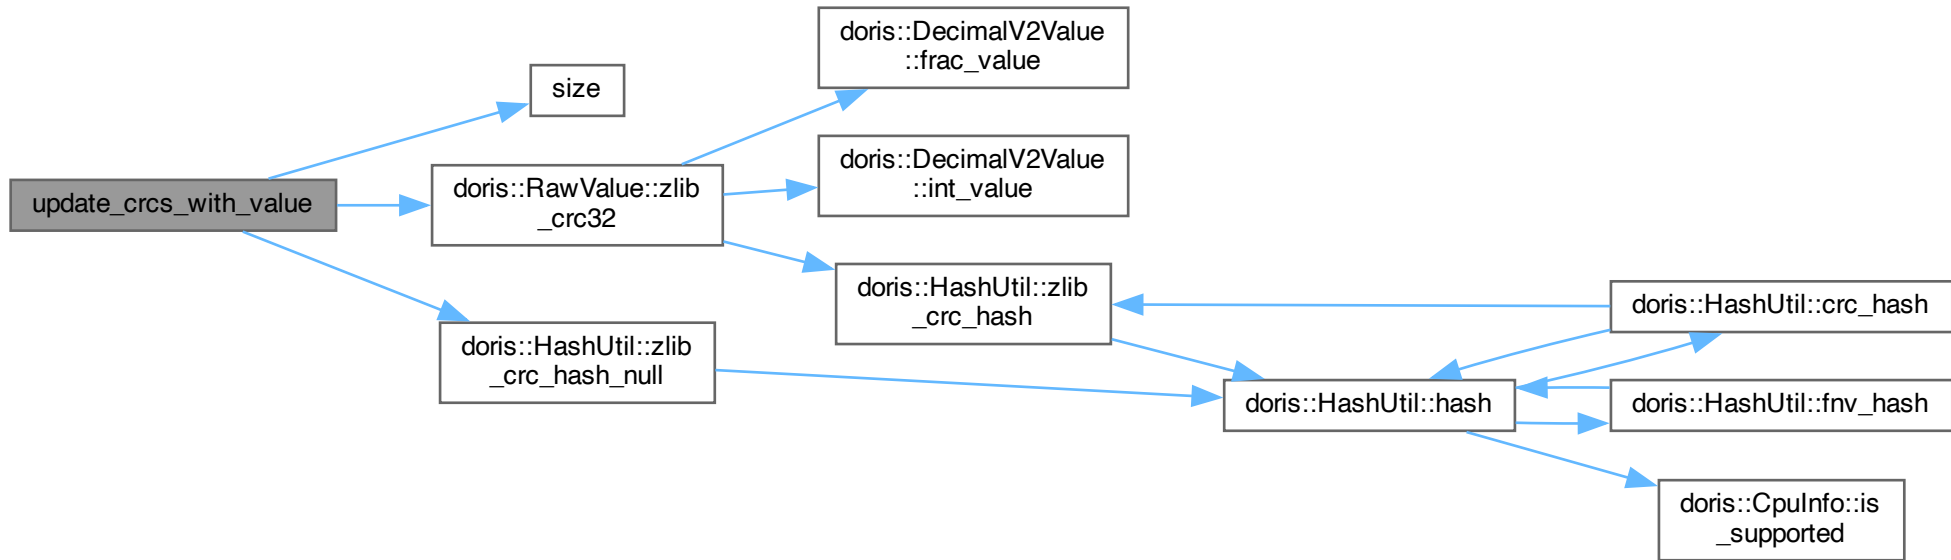 update_crcs_with_value
size
doris::RawValue::zlib
_crc32
doris::HashUtil::zlib
_crc_hash_null
doris::DecimalV2Value
::frac_value
doris::DecimalV2Value
::int_value
doris::HashUtil::zlib
_crc_hash
doris::HashUtil::hash
doris::HashUtil::crc_hash
doris::HashUtil::fnv_hash
doris::CpuInfo::is
_supported